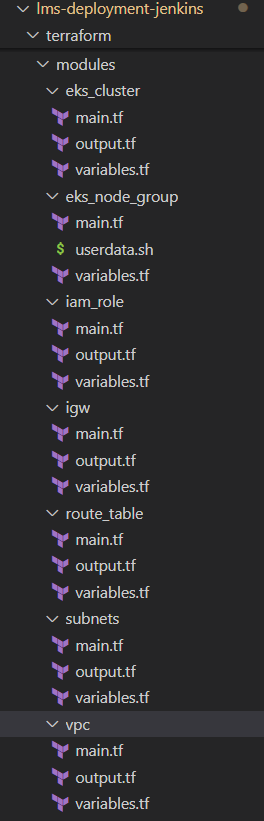 lms-deployment-jenkins
terraform
modules
eks_cluster
main.tf
output.tf
variables.tf
eks_node_group
main.tf
$ userdata.sh
variables.tf
iam_role
main.tf
output.tf
variables.tf
igw
main.tf
output.tf
variables.tf
route_table
main.tf
output.tf
variables.tf
subnets
main.tf
output.tf
variables.tf
vpc
main.tf
output.tf
variables.tf